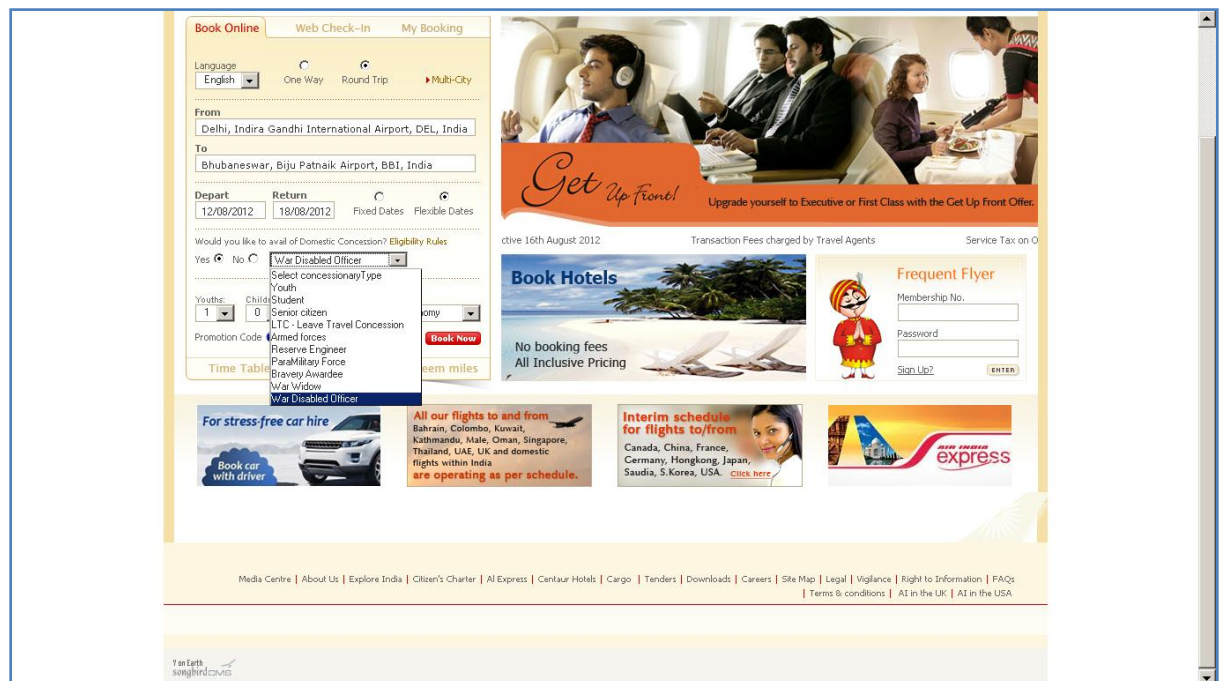 Book Online Web Check-In My Booking
Language
English One Way Round Trip Multi-City
From
Delhi, Indira Gandhi International Airport, DEL, India
To
Bhubaneswar, Biju Patnaik Airport, BBI, India
Depart Return
12/08/2012 18/08/2012 Fixed Dates Flexible Dates
Would you like to avail of Domestic Concession? Eligibility Rules
Yes No War Disabled Officer
Select concessionaryType
Youth
Student
Senior citizen
LTC - Leave Travel Concession
Armed forces
Reserve Engineer
ParaMilitary Force
Bravery Awardee
War Widow
War Disabled Officer
Youths: Child
1 0 omy
Promotion Code Book Now
Time Table eem miles
Get Up Front!
Upgrade yourself to Executive or First Class with the Get Up Front Offer.
ctive 16th August 2012 Transaction Fees charged by Travel Agents Service Tax on O
Book Hotels
No booking fees
All Inclusive Pricing
Frequent Flyer
Membership No.
Password
Sign Up? ENTER
For stress-free car hire
Book car
with driver
All our flights to and from
Bahrain, Colombo, Kuwait,
Kathmandu, Male, Oman, Singapore,
Thailand, UAE, UK and domestic
flights within India
are operating as per schedule.
Interim schedule
for flights to/from
Canada, China, France,
Germany, Hongkong, Japan,
Saudia, S.Korea, USA. Click here
AIR INDIA
express
Media Centre | About Us | Explore India | Citizen's Charter | AI Express | Centaur Hotels | Cargo | Tenders | Downloads | Careers | Site Map | Legal | Vigilance | Right to Information | FAQs
| Terms & conditions | AI in the UK | AI in the USA
Y on Earth
songbirdCMS